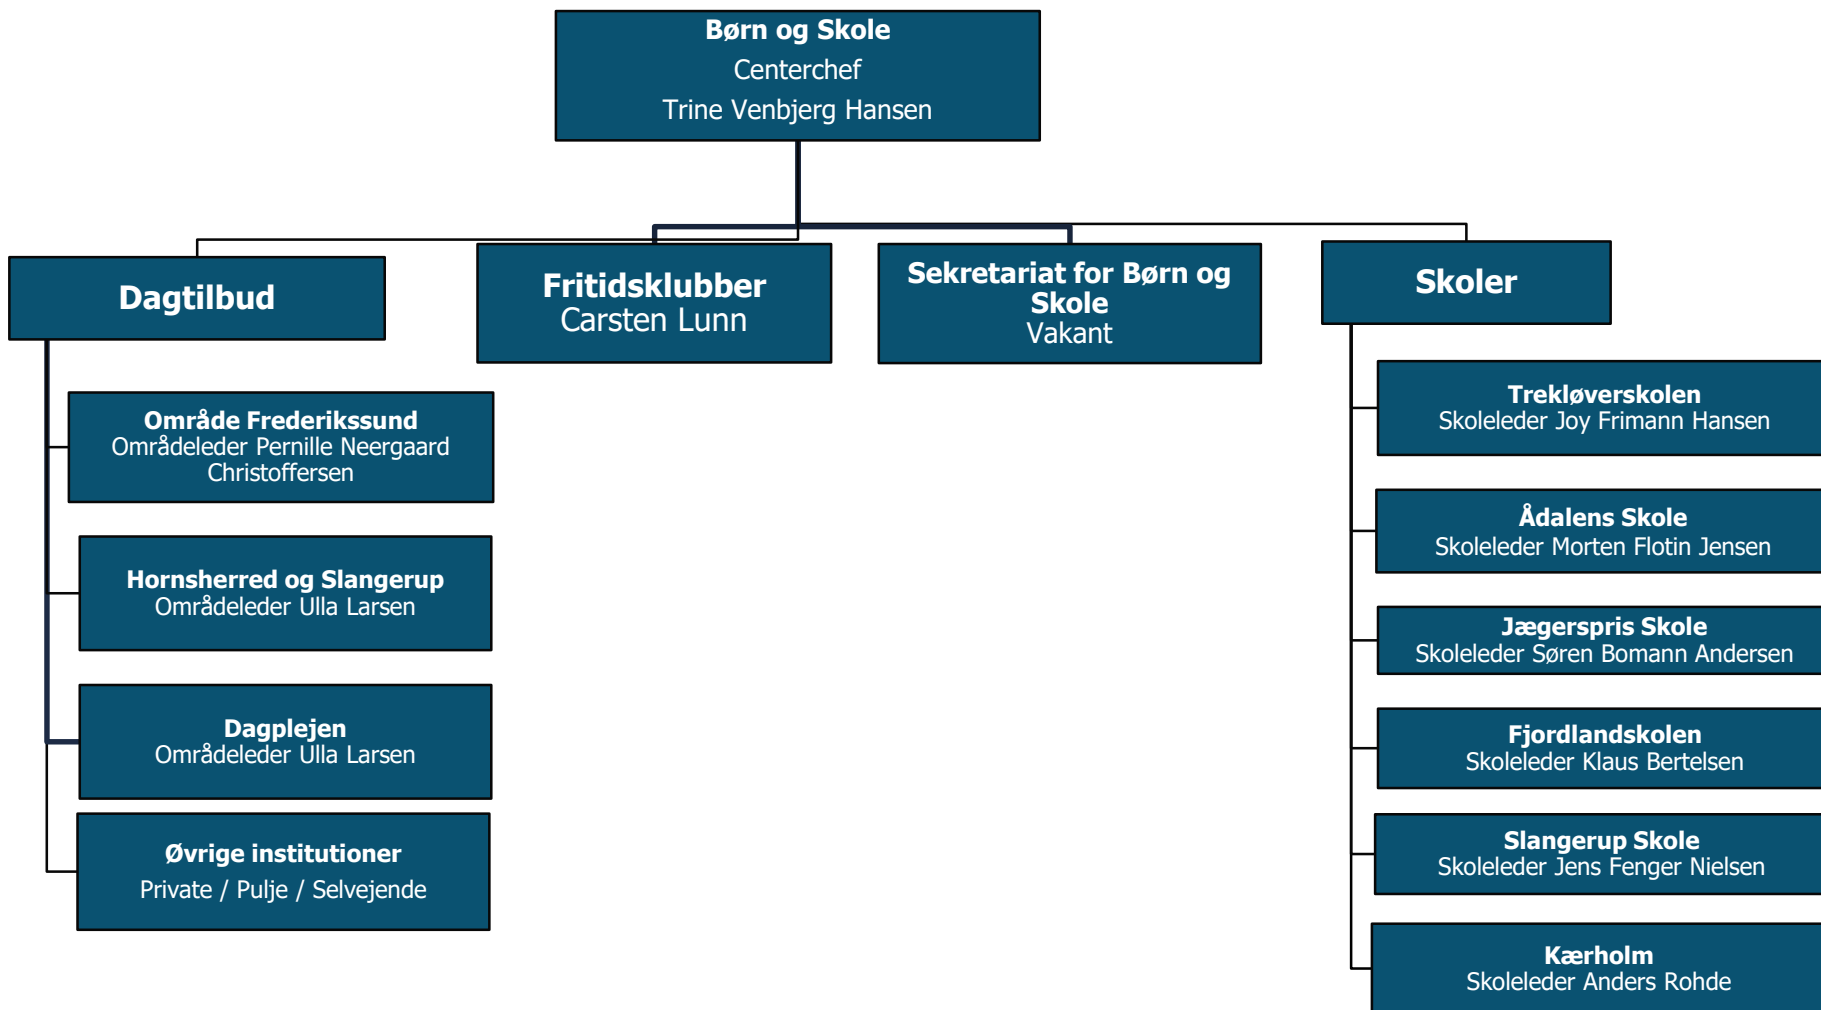 Børn og Skole
Centerchef
Trine Venbjerg Hansen
Dagtilbud
Fritidsklubber
Carsten Lunn
Sekretariat for Børn og
Skole
Vakant
Skoler
Område Frederikssund
Områdeleder Pernille Neergaard
Christoffersen
Hornsherred og Slangerup
Områdeleder Ulla Larsen
Dagplejen
Områdeleder Ulla Larsen
Øvrige institutioner
Private / Pulje / Selvejende
Trekløverskolen
Skoleleder Joy Frimann Hansen
Ådalens Skole
Skoleleder Morten Flotin Jensen
Jægerspris Skole
Skoleleder Søren Bomann Andersen
Fjordlandskolen
Skoleleder Klaus Bertelsen
Slangerup Skole
Skoleleder Jens Fenger Nielsen
Kærholm
Skoleleder Anders Rohde